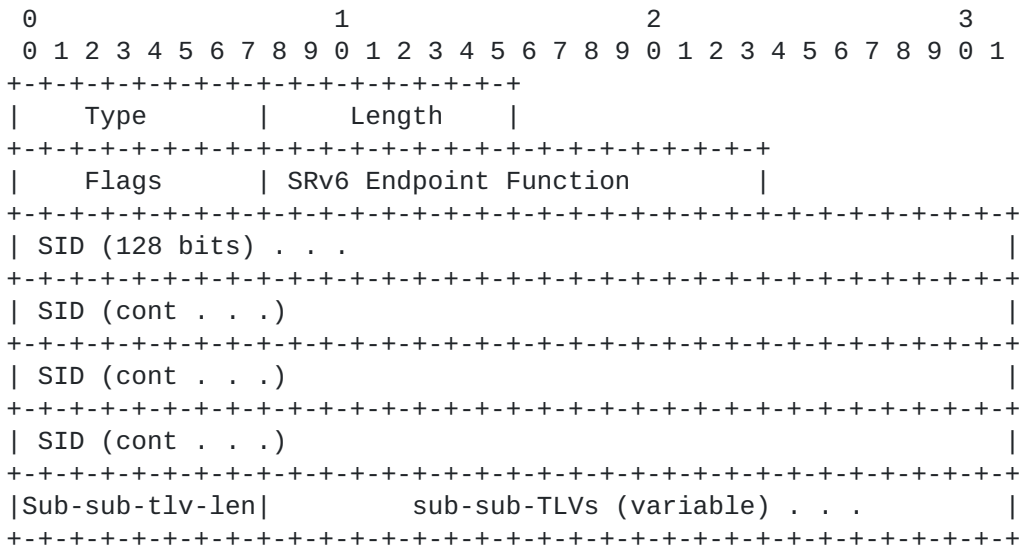 0                   1                   2                   3
 0 1 2 3 4 5 6 7 8 9 0 1 2 3 4 5 6 7 8 9 0 1 2 3 4 5 6 7 8 9 0 1
+-+-+-+-+-+-+-+-+-+-+-+-+-+-+-+-+
|    Type       |     Length    |
+-+-+-+-+-+-+-+-+-+-+-+-+-+-+-+-+-+-+-+-+-+-+-+-+
|    Flags      | SRv6 Endpoint Function        |
+-+-+-+-+-+-+-+-+-+-+-+-+-+-+-+-+-+-+-+-+-+-+-+-+-+-+-+-+-+-+-+-+
| SID (128 bits) . . .                                          |
+-+-+-+-+-+-+-+-+-+-+-+-+-+-+-+-+-+-+-+-+-+-+-+-+-+-+-+-+-+-+-+-+
| SID (cont . . .)                                              |
+-+-+-+-+-+-+-+-+-+-+-+-+-+-+-+-+-+-+-+-+-+-+-+-+-+-+-+-+-+-+-+-+
| SID (cont . . .)                                              |
+-+-+-+-+-+-+-+-+-+-+-+-+-+-+-+-+-+-+-+-+-+-+-+-+-+-+-+-+-+-+-+-+
| SID (cont . . .)                                              |
+-+-+-+-+-+-+-+-+-+-+-+-+-+-+-+-+-+-+-+-+-+-+-+-+-+-+-+-+-+-+-+-+
|Sub-sub-tlv-len|         sub-sub-TLVs (variable) . . .         |
+-+-+-+-+-+-+-+-+-+-+-+-+-+-+-+-+-+-+-+-+-+-+-+-+-+-+-+-+-+-+-+-+